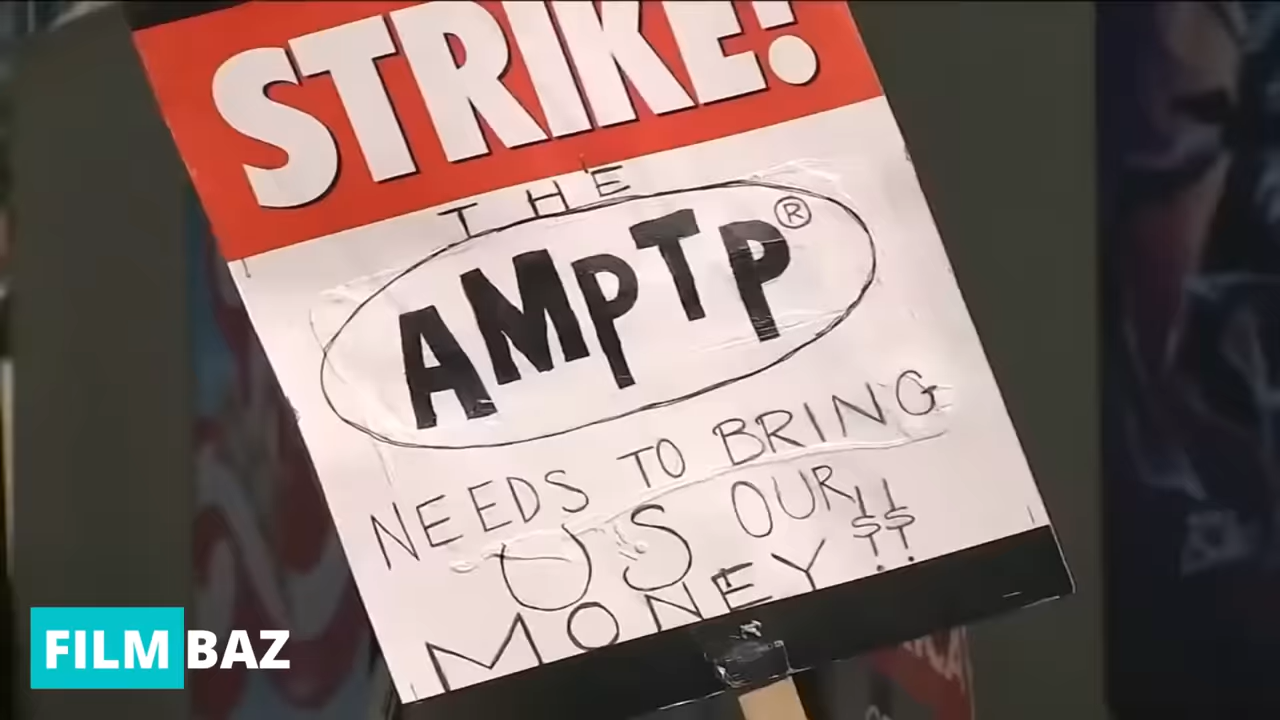 STRIKE!
THE
AMPTP®
NEEDS TO BRING
US OUR
MONEY $$
FILM BAZ